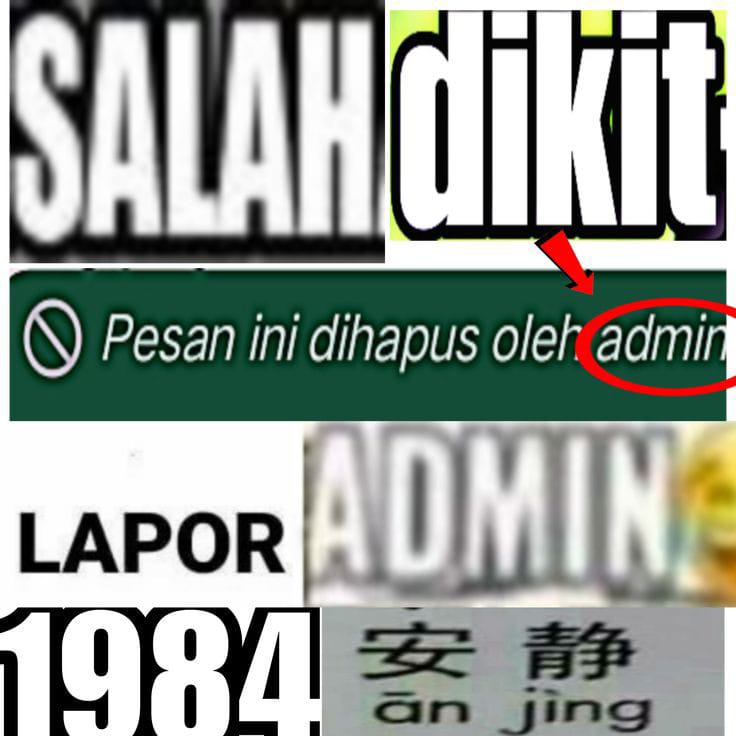 SALAH dikit
Pesan ini dihapus oleh admin
LAPOR ADMIN
1984 安静
ān jìng